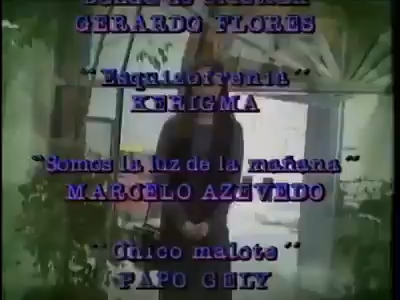 GERARDO FLORES
"Esquizofrenia"
KERIGMA
"Somos la luz de la mañana"
MARCELO AZEVEDO
"Chico malote"
PAPO GELY